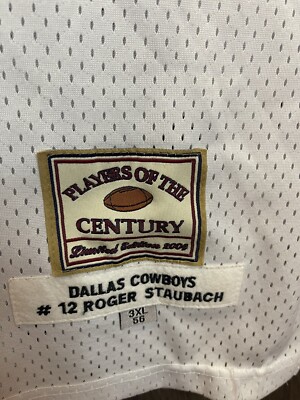 PLAYERS OF THE
CENTURY
Limited Edition 2005
DALLAS COWBOYS
# 12 ROGER STAUBACH
3XL
56